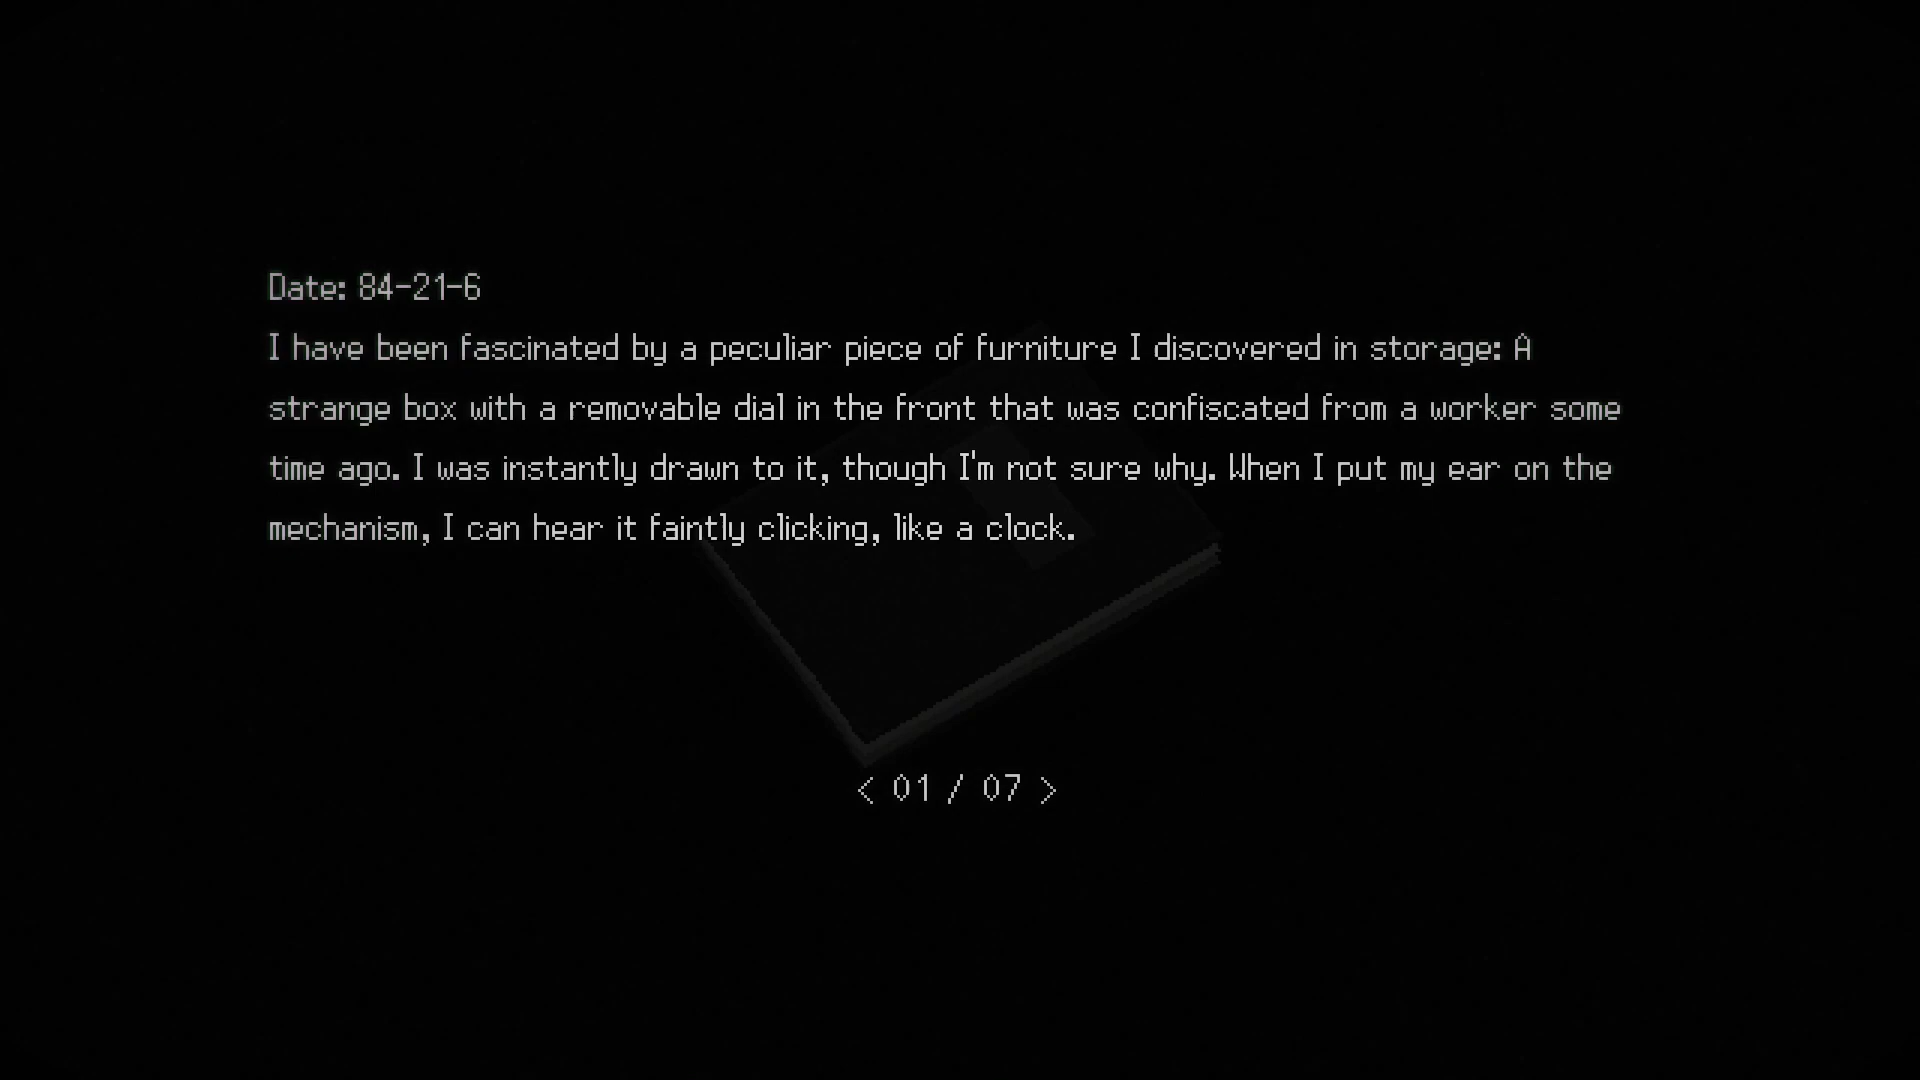 Date: 84-21-6
I have been fascinated by a peculiar piece of furniture I discovered in storage: A
strange box with a removable dial in the front that was confiscated from a worker some
time ago. I was instantly drawn to it, though I'm not sure why. When I put my ear on the
mechanism, I can hear it faintly clicking, like a clock.
< 01 / 07 >